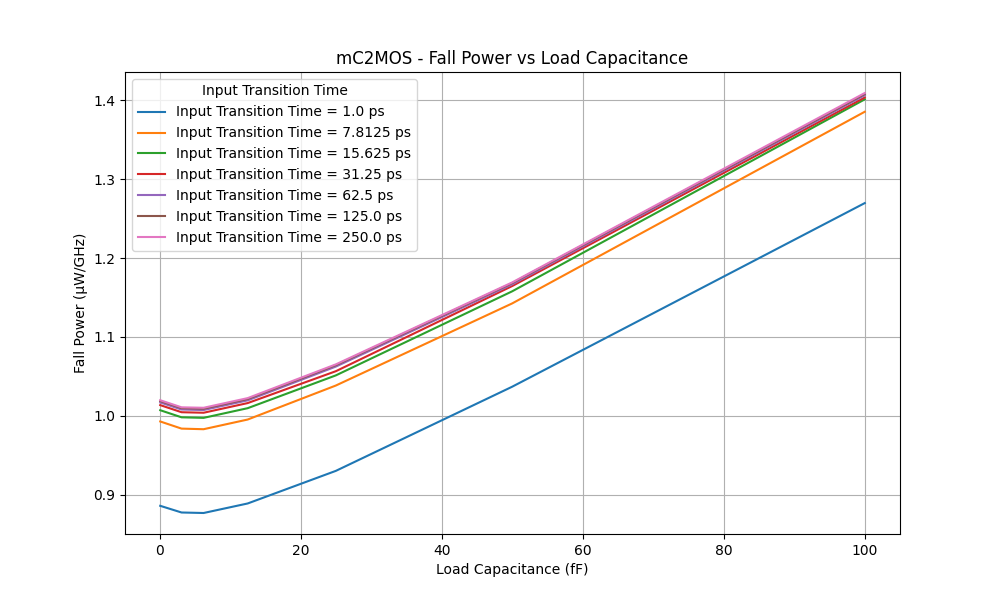 mC2MOS - Fall Power vs Load Capacitance
Input Transition Time
Input Transition Time = 1.0 ps
Input Transition Time = 7.8125 ps
Input Transition Time = 15.625 ps
Input Transition Time = 31.25 ps
Input Transition Time = 62.5 ps
Input Transition Time = 125.0 ps
Input Transition Time = 250.0 ps
Fall Power (μW/GHz)
1.4
1.3
1.2
1.1
1.0
0.9
0 20 40 60 80 100
Load Capacitance (fF)